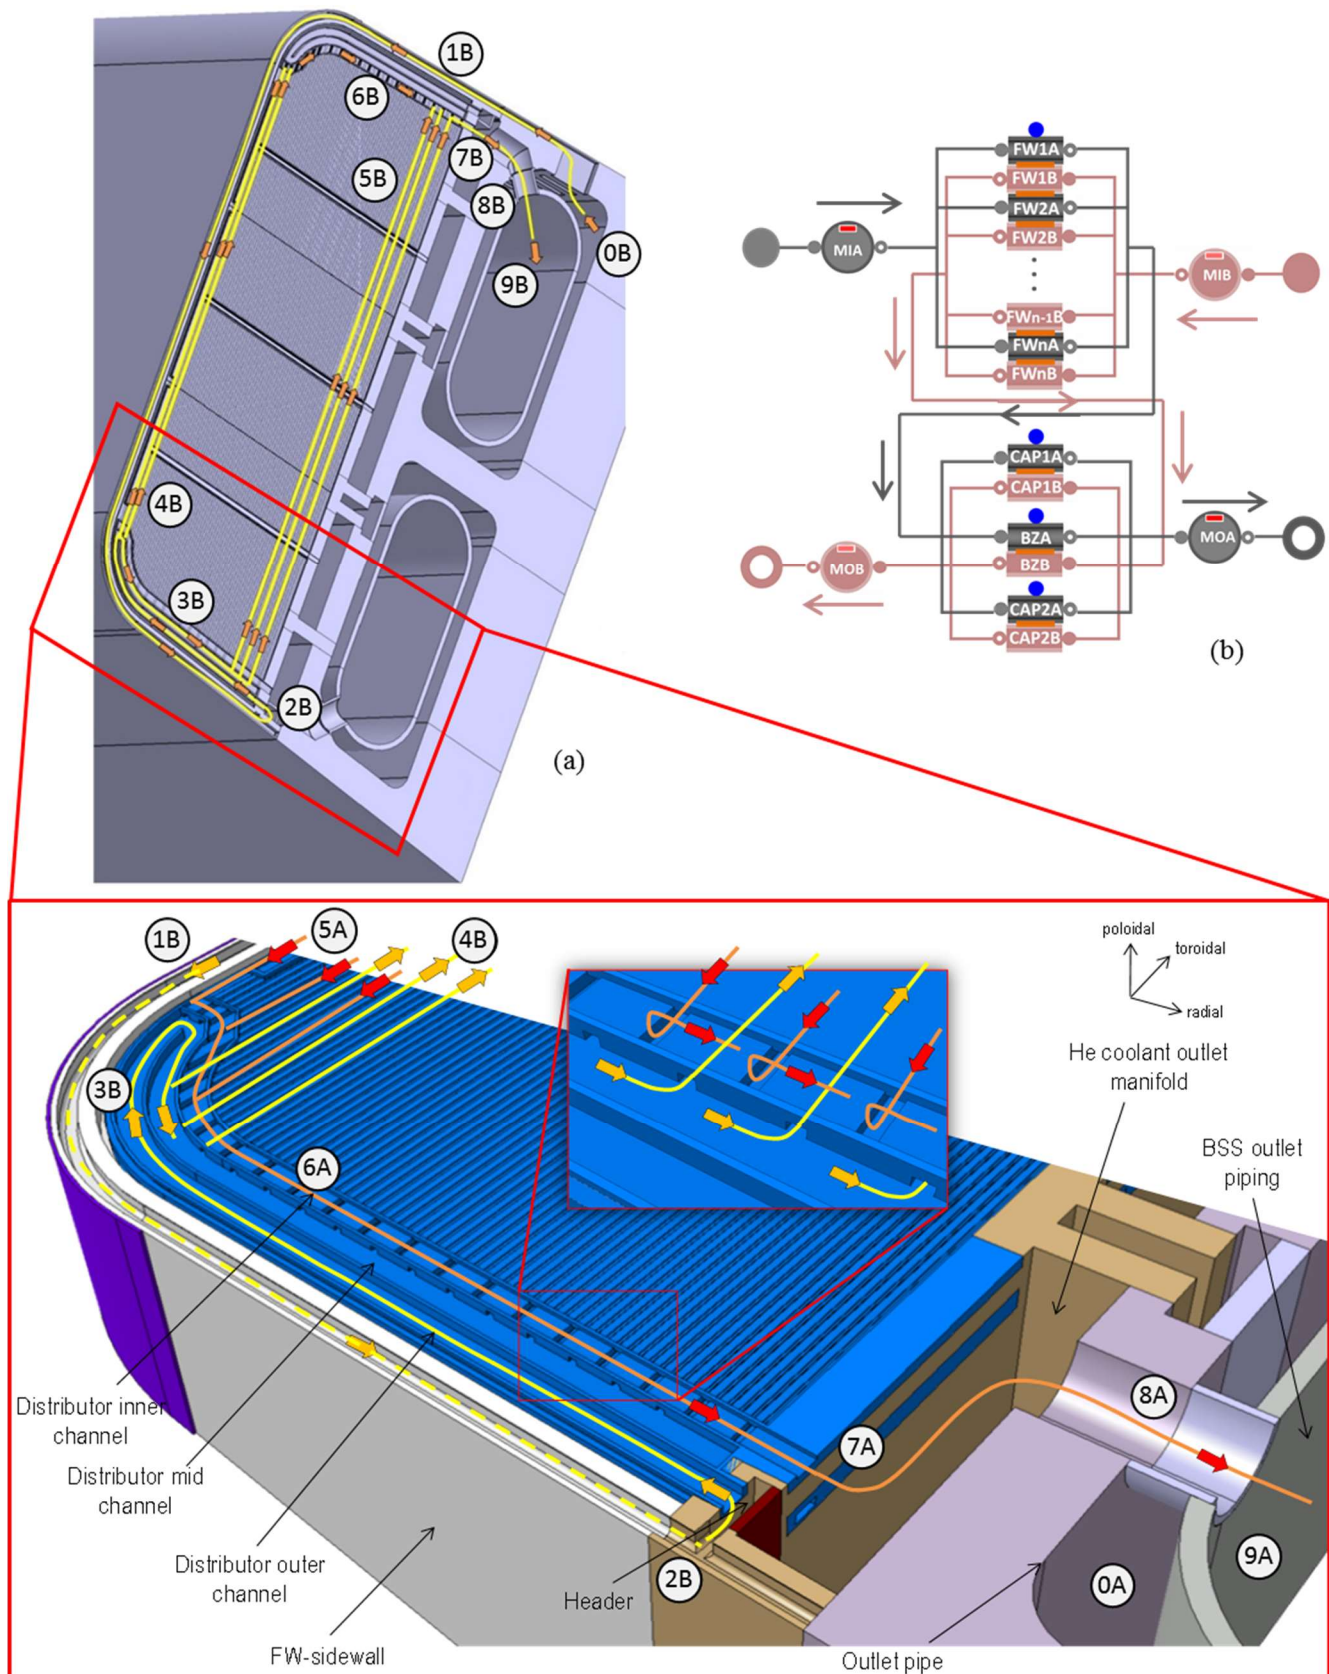 1B
6B
5B
7B
8B
0B
9B
4B
3B
2B
(a)
FW1A
FW1B
FW2A
FW2B
MIA
MIB
FWn-1B
FWnA
FWnB
CAP1A
CAP1B
BZA
BZB
MOA
MOB
CAP2A
CAP2B
(b)
1B
5A
4B
poloidal
toroidal
radial
He coolant outlet
manifold
BSS outlet
piping
3B
6A
8A
7A
Distributor inner
channel
Distributor mid
channel
Distributor outer
channel
FW-sidewall
Header
2B
0A
9A
Outlet pipe